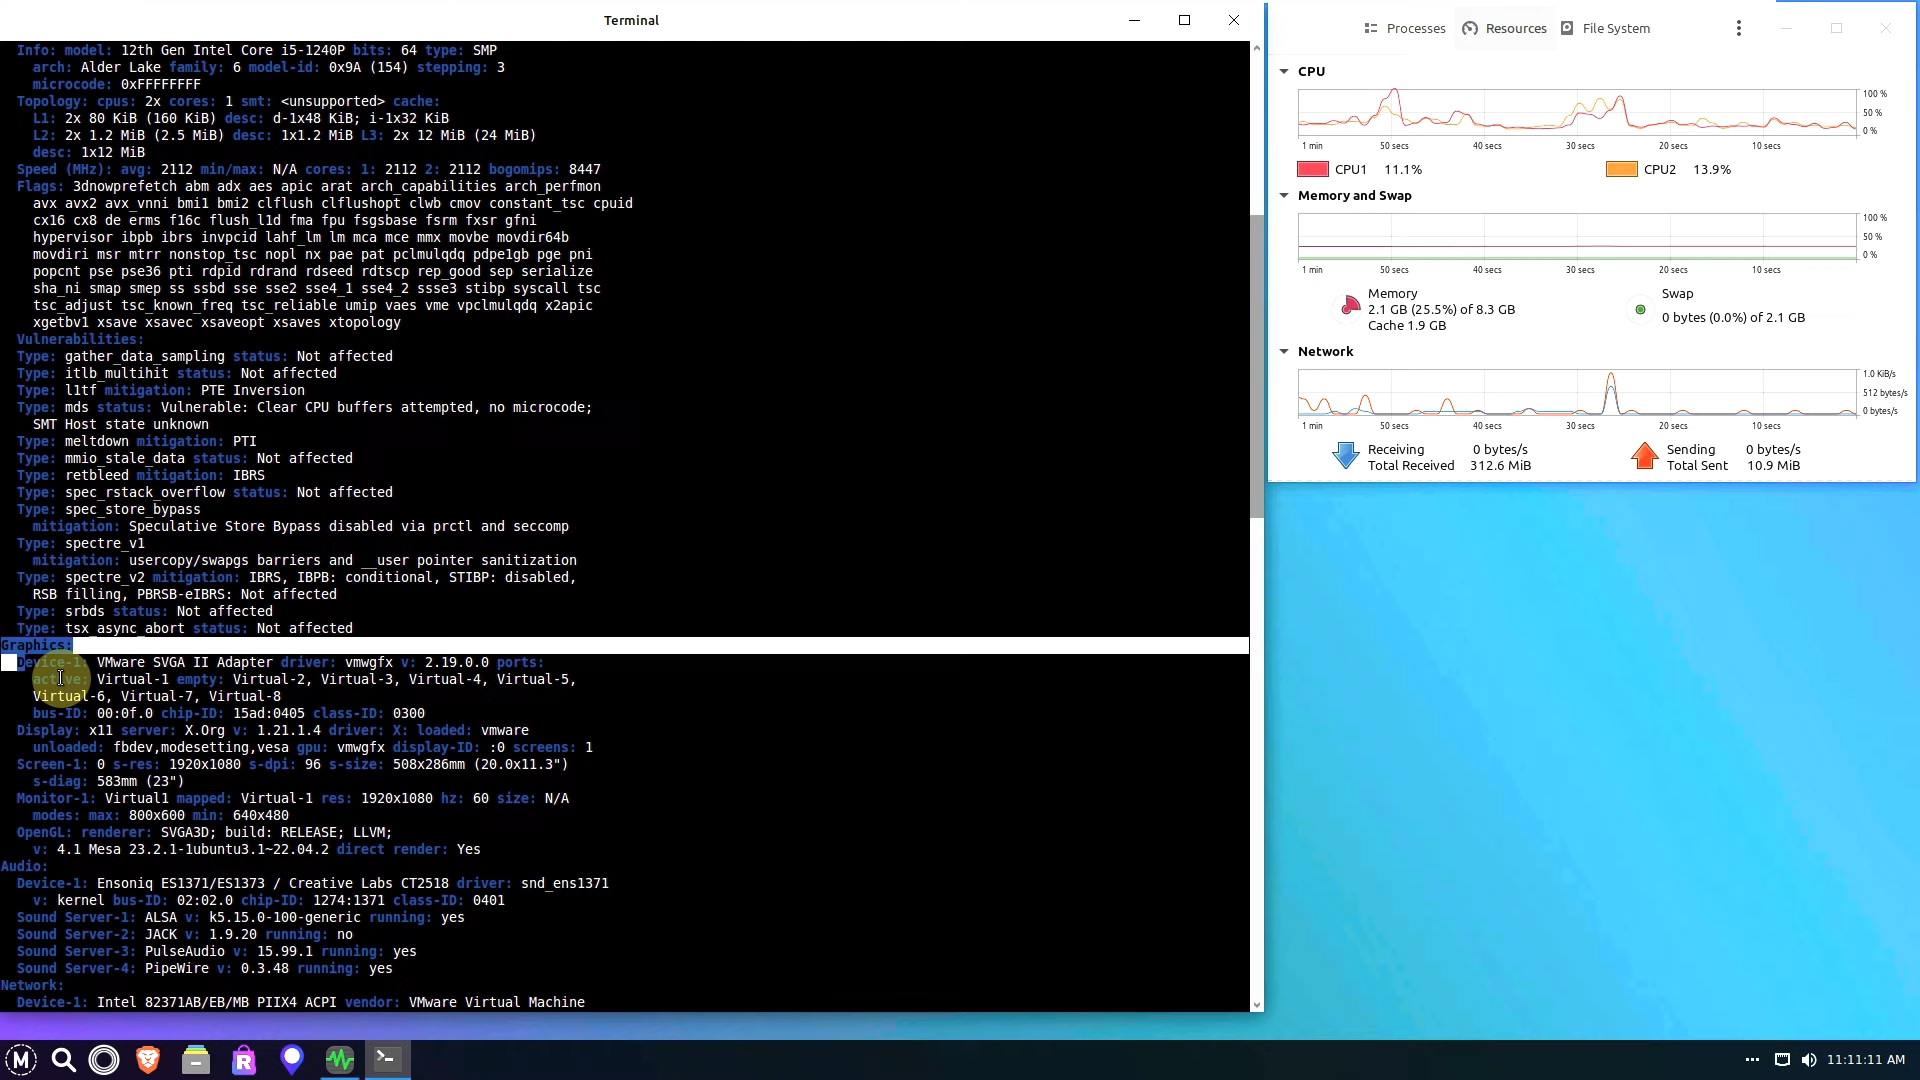 Terminal
Info: model: 12th Gen Intel Core i5-1240P bits: 64 type: SMP
arch: Alder Lake family: 6 model-id: 0x9A (154) stepping: 3
microcode: 0xFFFFFFFF
Topology: cpus: 2x cores: 1 smt: <unsupported> cache:
L1: 2x 80 KiB (160 KiB) desc: d-1x48 KiB; i-1x32 KiB
L2: 2x 1.2 MiB (2.5 MiB) desc: 1x1.2 MiB L3: 2x 12 MiB (24 MiB)
desc: 1x12 MiB
Speed (MHz): avg: 2112 min/max: N/A cores: 1: 2112 2: 2112 bogomips: 8447
Flags: 3dnowprefetch abm adx aes apic arat arch_capabilities arch_perfmon
avx avx2 avx_vnni bmi1 bmi2 clflush clflushopt clwb cmov constant_tsc cpuid
cx16 cx8 de erms f16c flush_l1d fma fpu fsgsbase fsrm fxsr gfni
hypervisor ibpb ibrs invpcid lahf_lm lm mca mce mmx movbe movdir64b
movdiri msr mtrr nonstop_tsc nopl nx pae pat pclmulqdq pdpe1gb pge pni
popcnt pse pse36 pti rdpid rdrand rdseed rdtscp rep_good sep serialize
sha_ni smap smep ss ssbd sse sse2 sse4_1 sse4_2 ssse3 stibp syscall tsc
tsc_adjust tsc_known_freq tsc_reliable umip vaes vme vpclmulqdq x2apic
xgetbv1 xsave xsavec xsaveopt xsaves xtopology
Vulnerabilities:
Type: gather_data_sampling status: Not affected
Type: itlb_multihit status: Not affected
Type: l1tf mitigation: PTE Inversion
Type: mds status: Vulnerable: Clear CPU buffers attempted, no microcode;
SMT Host state unknown
Type: meltdown mitigation: PTI
Type: mmio_stale_data status: Not affected
Type: retbleed mitigation: IBRS
Type: spec_rstack_overflow status: Not affected
Type: spec_store_bypass
mitigation: Speculative Store Bypass disabled via prctl and seccomp
Type: spectre_v1
mitigation: usercopy/swapgs barriers and __user pointer sanitization
Type: spectre_v2 mitigation: IBRS, IBPB: conditional, STIBP: disabled,
RSB filling, PBRSB-eIBRS: Not affected
Type: srbds status: Not affected
Type: tsx_async_abort status: Not affected
Graphics:
Device-1: VMware SVGA II Adapter driver: vmwgfx v: 2.19.0.0 ports:
active: Virtual-1 empty: Virtual-2, Virtual-3, Virtual-4, Virtual-5,
Virtual-6, Virtual-7, Virtual-8
bus-ID: 00:0f.0 chip-ID: 15ad:0405 class-ID: 0300
Display: x11 server: X.Org v: 1.21.1.4 driver: X: loaded: vmware
unloaded: fbdev,modesetting,vesa gpu: vmwgfx display-ID: :0 screens: 1
Screen-1: 0 s-res: 1920x1080 s-dpi: 96 s-size: 508x286mm (20.0x11.3")
s-diag: 583mm (23")
Monitor-1: Virtual1 mapped: Virtual-1 res: 1920x1080 hz: 60 size: N/A
modes: max: 800x600 min: 640x480
OpenGL: renderer: SVGA3D; build: RELEASE; LLVM;
v: 4.1 Mesa 23.2.1-1ubuntu3.1~22.04.2 direct render: Yes
Audio:
Device-1: Ensoniq ES1371/ES1373 / Creative Labs CT2518 driver: snd_ens1371
v: kernel bus-ID: 02:02.0 chip-ID: 1274:1371 class-ID: 0401
Sound Server-1: ALSA v: k5.15.0-100-generic running: yes
Sound Server-2: JACK v: 1.9.20 running: no
Sound Server-3: PulseAudio v: 15.99.1 running: yes
Sound Server-4: PipeWire v: 0.3.48 running: yes
Network:
Device-1: Intel 82371AB/EB/MB PIIX4 ACPI vendor: VMware Virtual Machine
Processes Resources File System
CPU
100 %
50 %
0 %
1 min 50 secs 40 secs 30 secs 20 secs 10 secs
CPU1 11.1% CPU2 13.9%
Memory and Swap
100 %
50 %
0 %
1 min 50 secs 40 secs 30 secs 20 secs 10 secs
Memory
2.1 GB (25.5%) of 8.3 GB
Cache 1.9 GB
Swap
0 bytes (0.0%) of 2.1 GB
Network
1.0 KiB/s
512 bytes/s
0 bytes/s
1 min 50 secs 40 secs 30 secs 20 secs 10 secs
Receiving 0 bytes/s
Total Received 312.6 MiB
Sending 0 bytes/s
Total Sent 10.9 MiB
M
R
11:11:11 AM